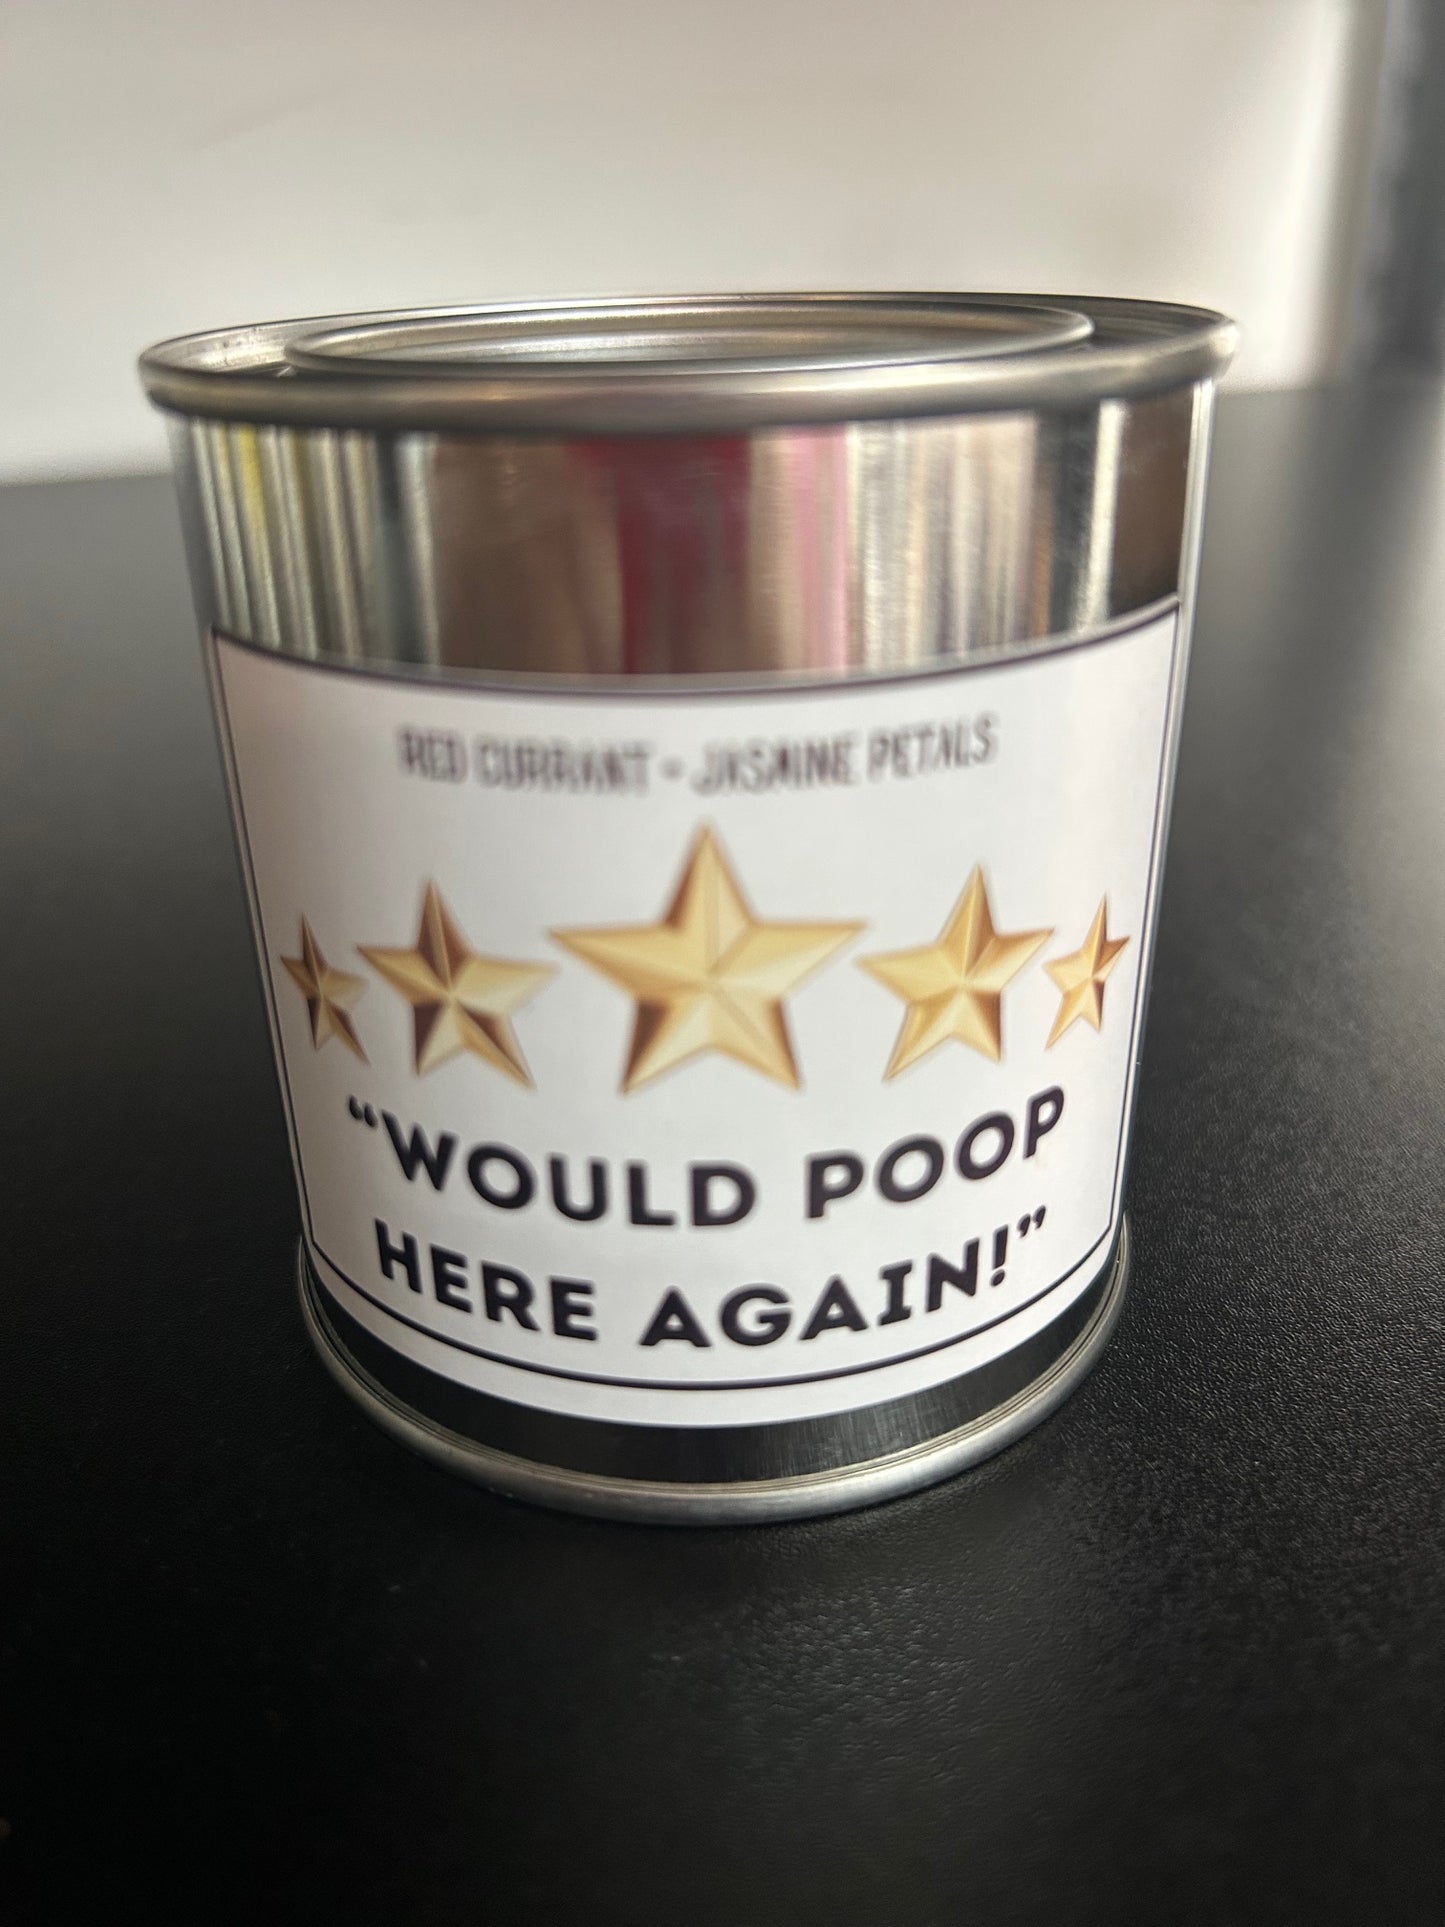 RED CURRANT - JASMINE PETALS
“WOULD POOP
HERE AGAIN!”